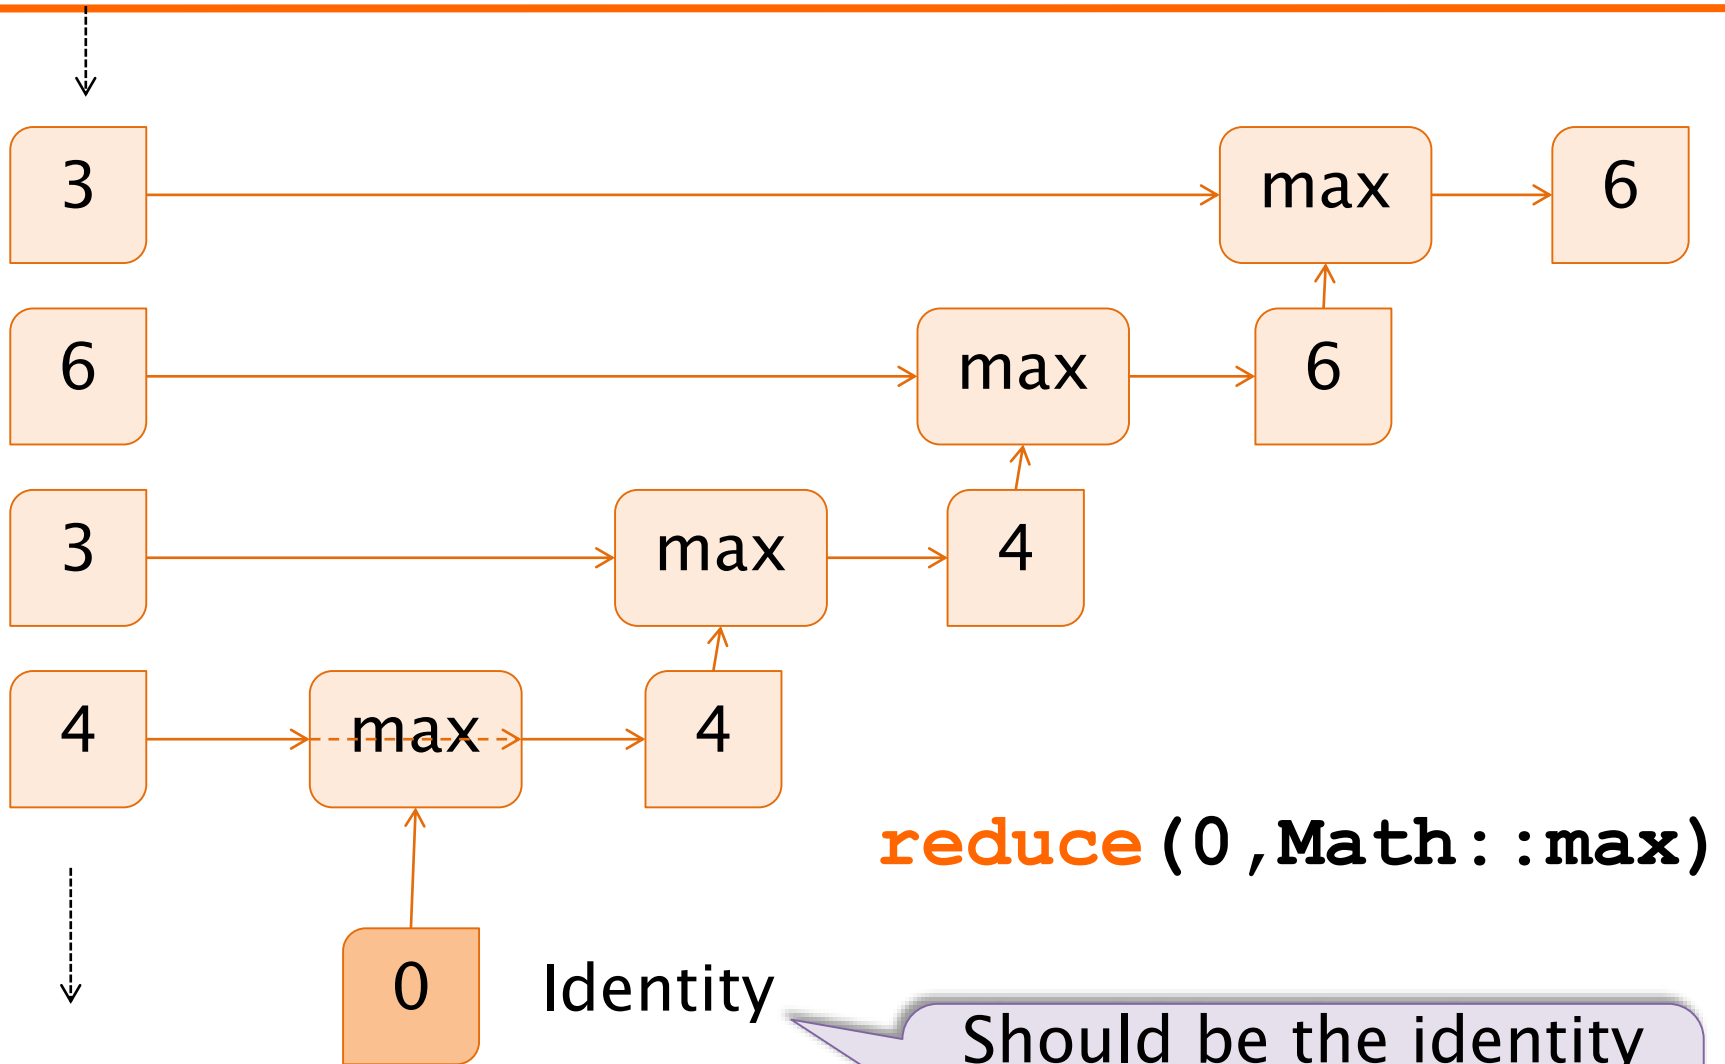 3 max 6
6 max 6
3 max 4
4 max 4
reduce(0,Math::max)
0 Identity
Should be the identity